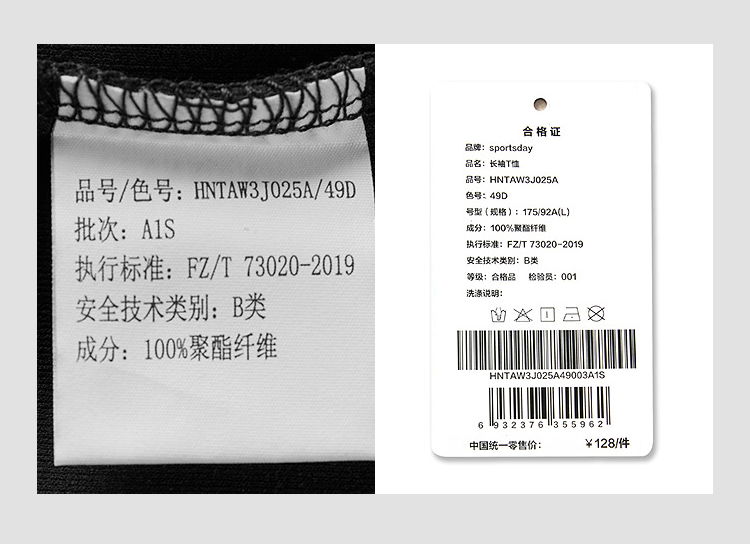 品号/色号：HNTAW3J025A/49D
批次：A1S
执行标准：FZ/T 73020-2019
安全技术类别：B类
成分：100%聚酯纤维
合格证
品牌：sportsday
品名：长袖T恤
品号：HNTAW3J025A
色号：49D
号型（规格）：175/92A(L)
成分：100%聚酯纤维
执行标准：FZ/T 73020-2019
安全技术类别：B类
等级：合格品 检验员：001
洗涤说明：
HNTAW3J025A49003A1S
6 932376 355962
中国统一零售价： ¥128/件